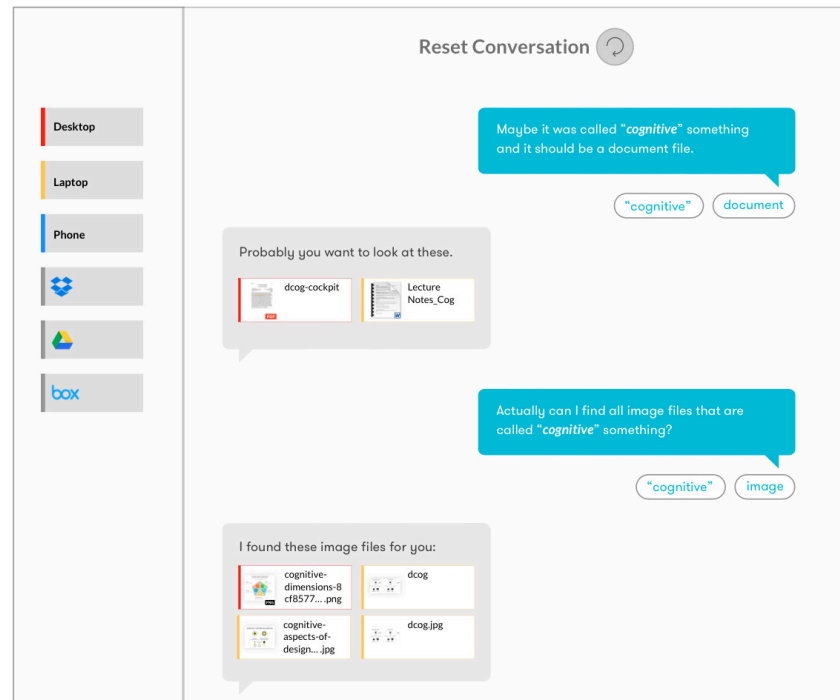 Reset Conversation
Desktop
Laptop
Phone
box
Maybe it was called “cognitive” something
and it should be a document file.
“cognitive”
document
Probably you want to look at these.
dcog-cockpit
PDF
Lecture
Notes_Cog
W
Actually can I find all image files that are
called “cognitive” something?
“cognitive”
image
I found these image files for you:
cognitive-
dimensions-8
cf8577... .png
PNG
dcog
cognitive-
aspects-of-
design... .jpg
dcog.jpg